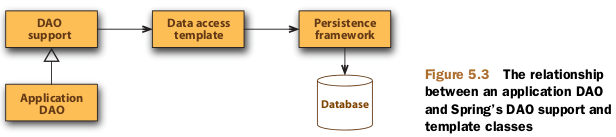 DAO
support
Data access
template
Persistence
framework
Application
DAO
Database
Figure 5.3 The relationship
between an application DAO
and Spring's DAO support and
template classes